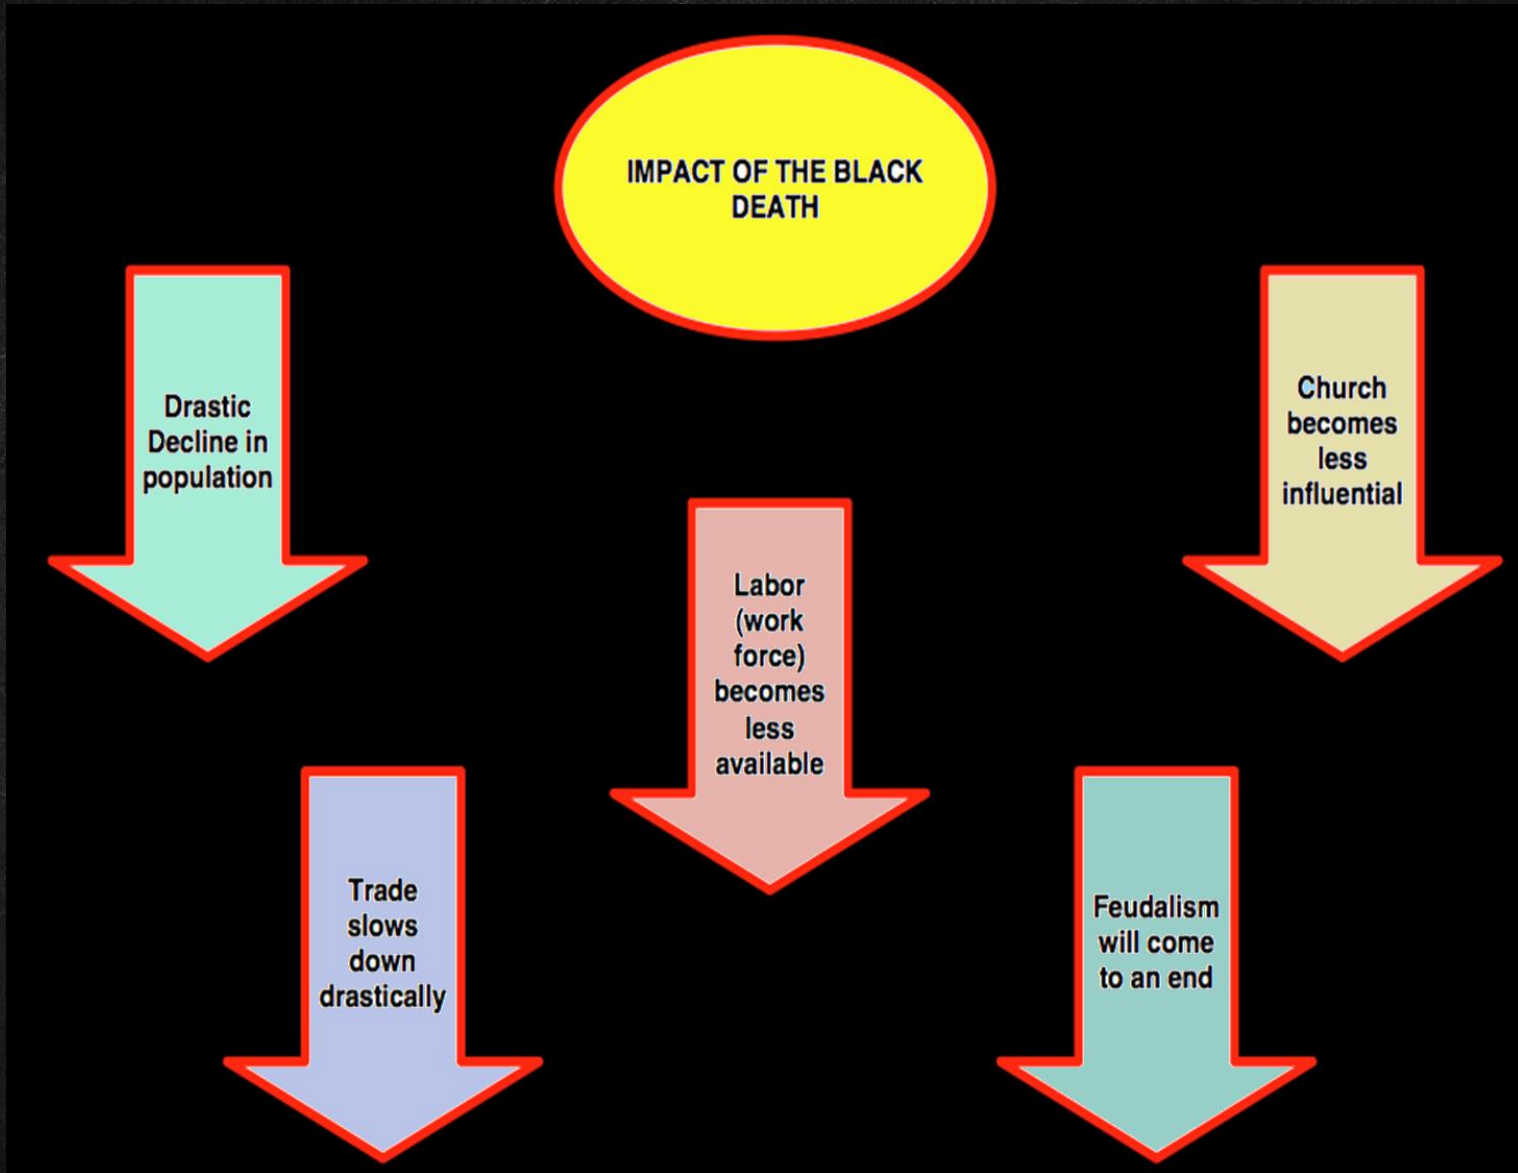 IMPACT OF THE BLACK
DEATH
Drastic
Decline in
population
Church
becomes
less
influential
Labor
(work
force)
becomes
less
available
Trade
slows
down
drastically
Feudalism
will come
to an end